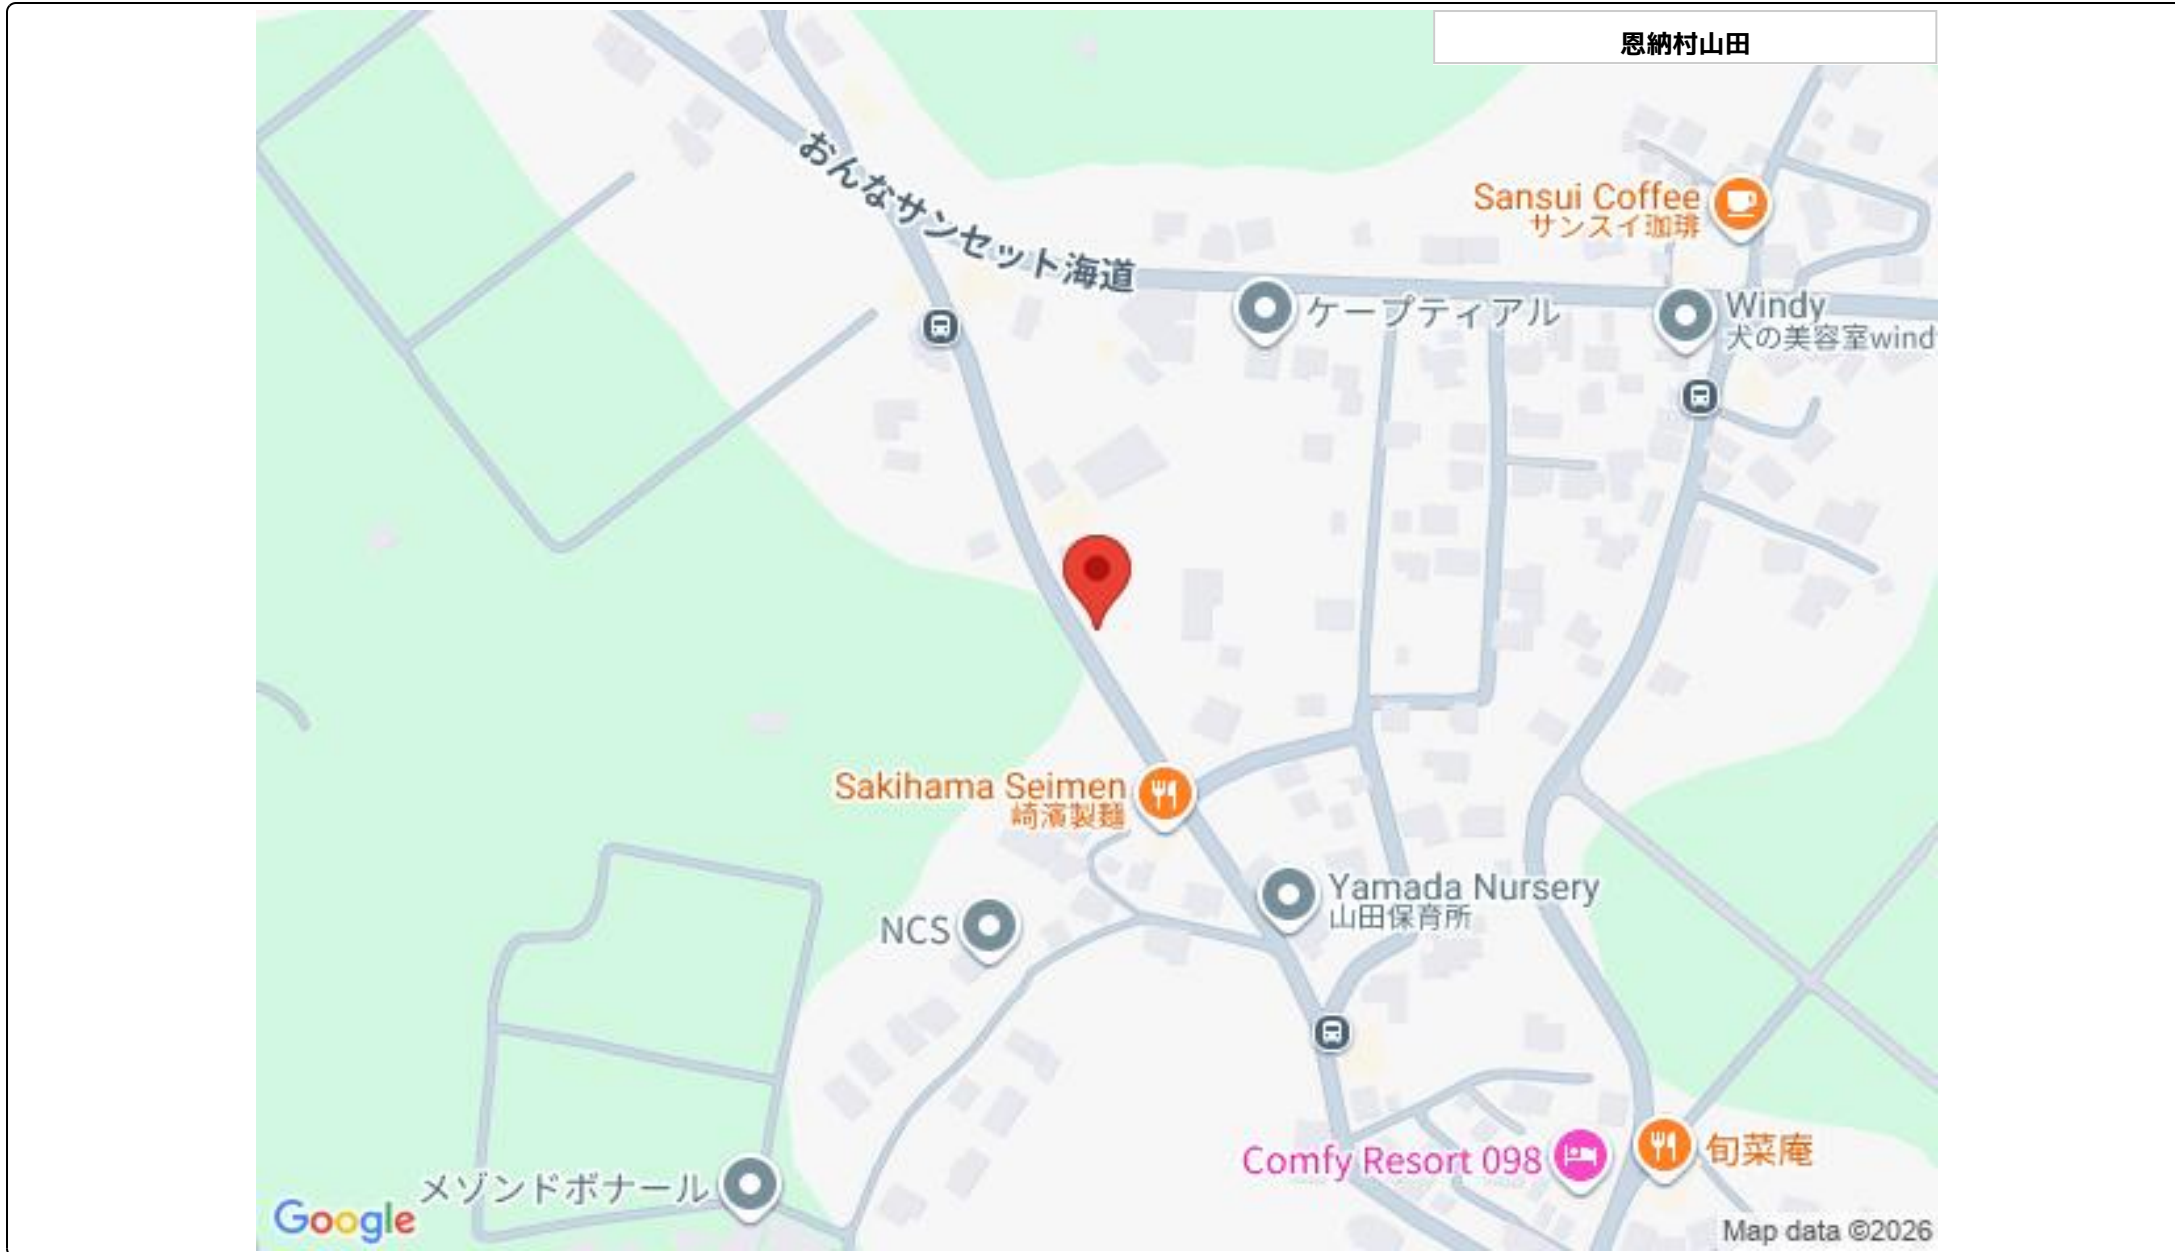 恩納村山田
おんなサンセット海道
Sansui Coffee
サンスイ珈琲
ケープティアル
Windy
犬の美容室wind
Sakihama Seimen
崎濱製麺
Yamada Nursery
山田保育所
NCS
Comfy Resort 098
旬菜庵
メゾンドボナール
Google
Map data ©2026